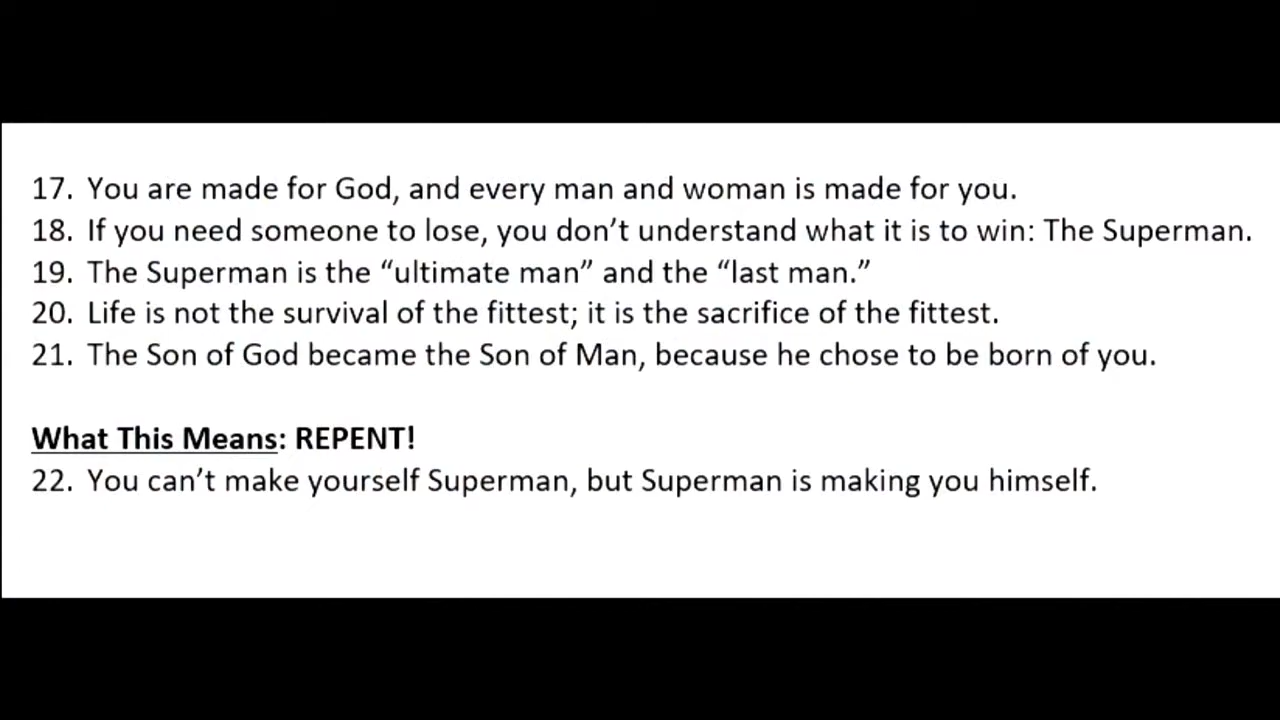 17. You are made for God, and every man and woman is made for you.
18. If you need someone to lose, you don’t understand what it is to win: The Superman.
19. The Superman is the “ultimate man” and the “last man.”
20. Life is not the survival of the fittest; it is the sacrifice of the fittest.
21. The Son of God became the Son of Man, because he chose to be born of you.
What This Means: REPENT!
22. You can’t make yourself Superman, but Superman is making you himself.